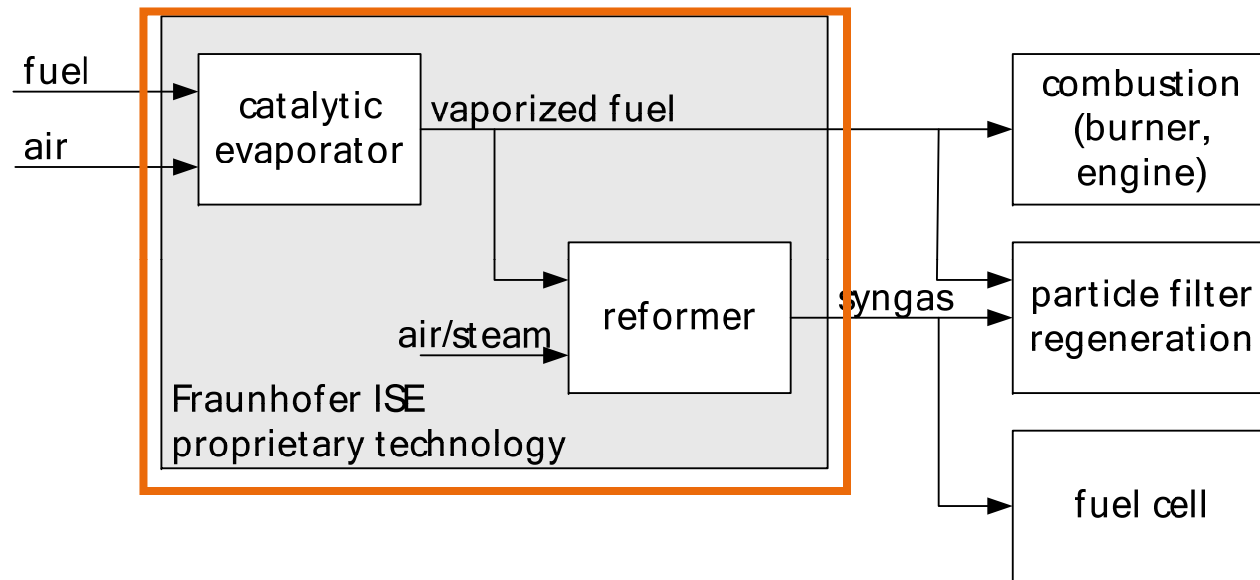 fuel
air
catalytic
evaporator
vaporized fuel
combustion
(burner,
engine)
reformer
air/steam
syngas
particle filter
regeneration
Fraunhofer ISE
proprietary technology
fuel cell